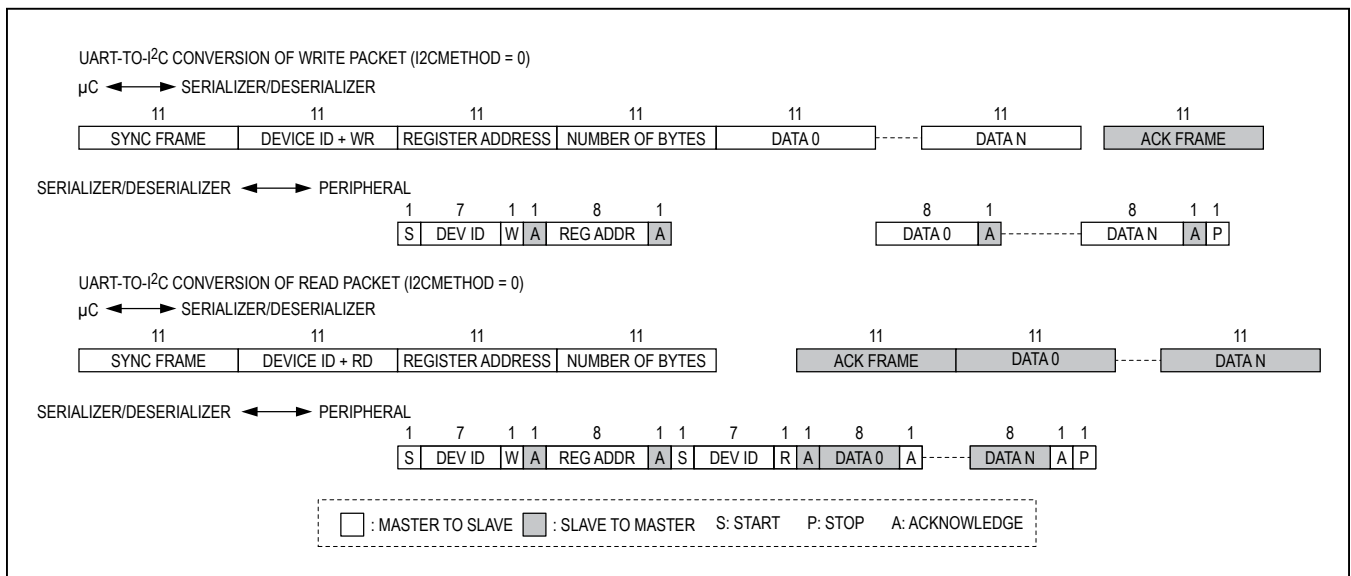 UART-TO-I2C CONVERSION OF WRITE PACKET (I2CMETHOD = 0)
µC SERIALIZER/DESERIALIZER
11 11 11 11 11 11 11
SYNC FRAME DEVICE ID + WR REGISTER ADDRESS NUMBER OF BYTES DATA 0 DATA N ACK FRAME
SERIALIZER/DESERIALIZER PERIPHERAL
1 7 1 1 8 1 8 1 8 1 1
S DEV ID W A REG ADDR A DATA 0 A DATA N A P
UART-TO-I2C CONVERSION OF READ PACKET (I2CMETHOD = 0)
µC SERIALIZER/DESERIALIZER
11 11 11 11 11 11 11
SYNC FRAME DEVICE ID + RD REGISTER ADDRESS NUMBER OF BYTES ACK FRAME DATA 0 DATA N
SERIALIZER/DESERIALIZER PERIPHERAL
1 7 1 1 8 1 1 7 1 1 8 1 8 1 1
S DEV ID W A REG ADDR A S DEV ID R A DATA 0 A DATA N A P
: MASTER TO SLAVE : SLAVE TO MASTER S: START P: STOP A: ACKNOWLEDGE